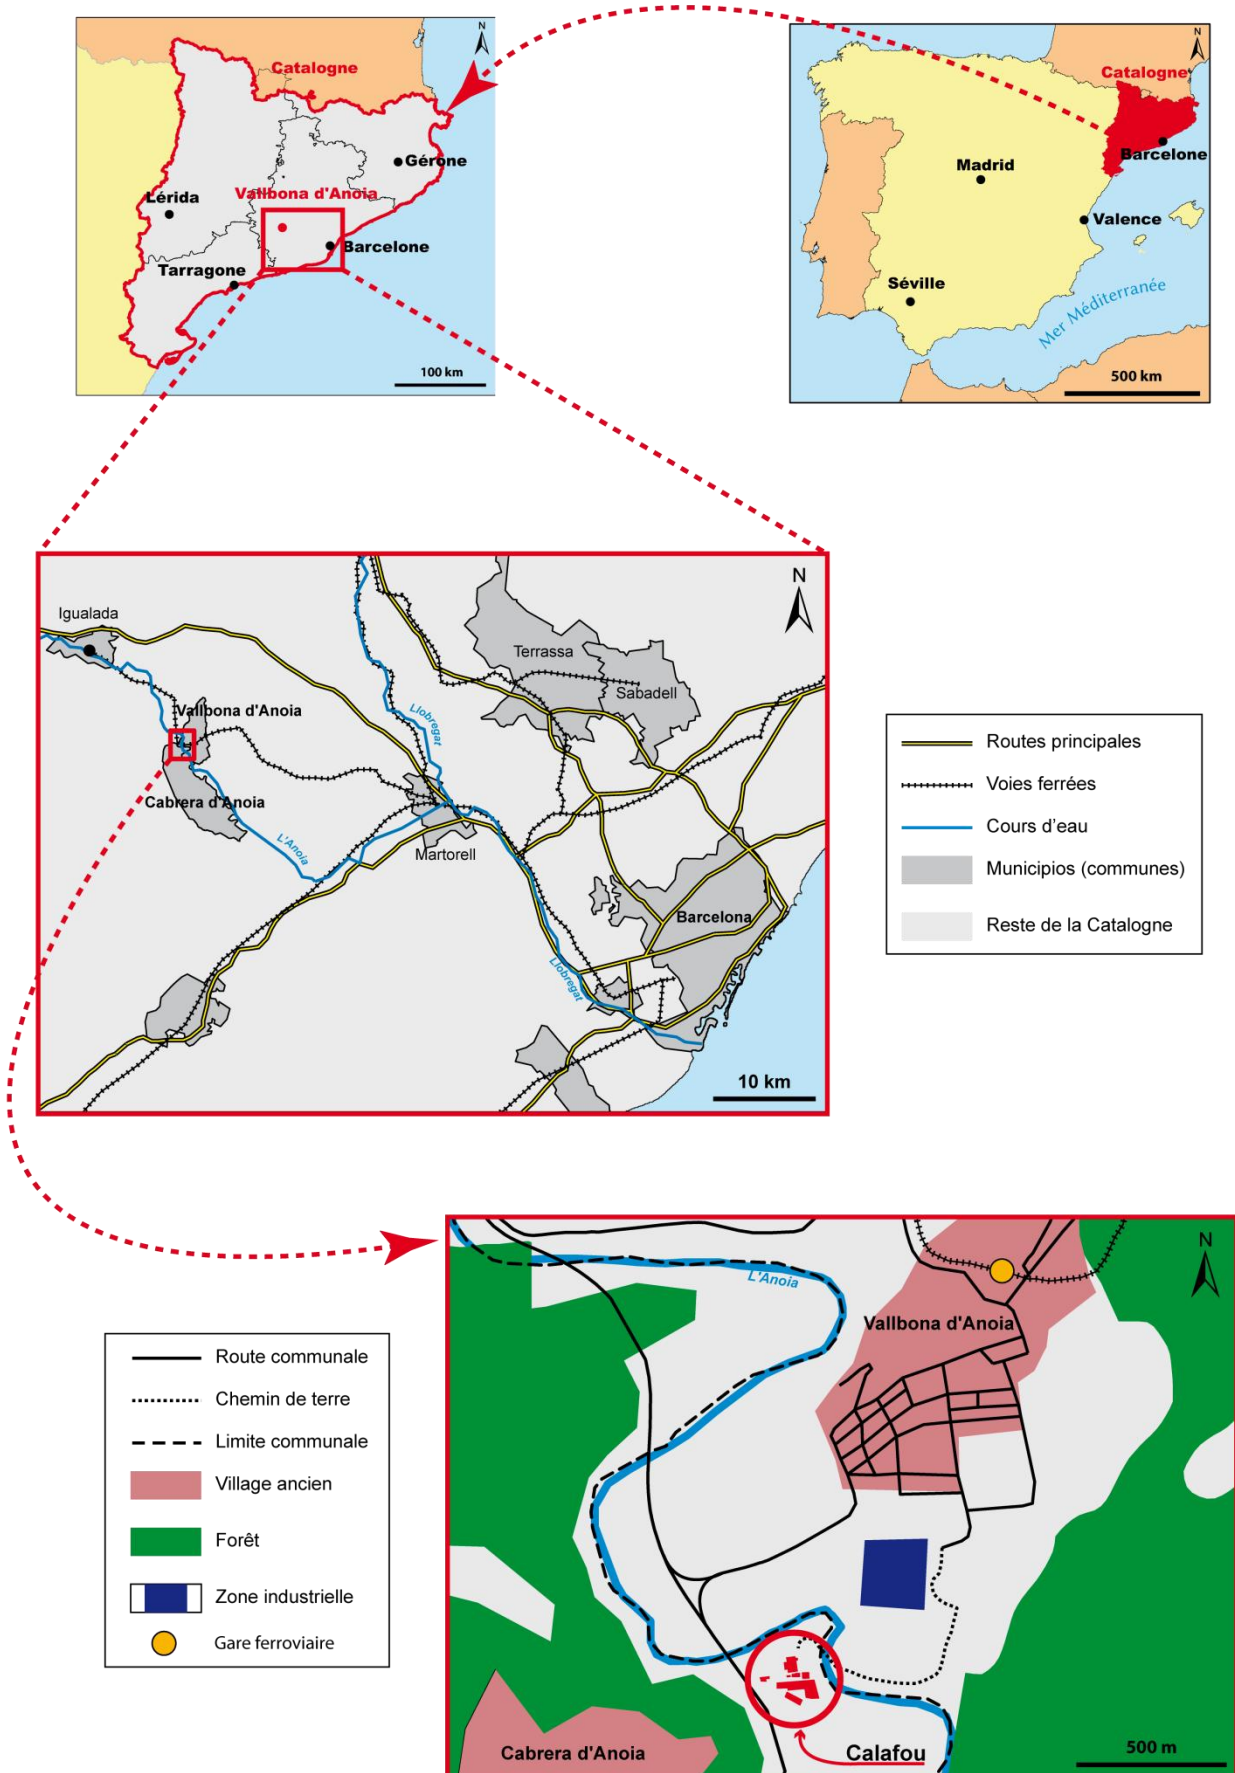 N
Catalogne
Gérone
Lérida
Vallbona d'Anoia
Barcelone
Tarragone
100 km
N
Catalogne
Barcelone
Madrid
Valence
Séville
Mer Méditerranée
500 km
N
Igualada
Terrassa
Sabadell
Vallbona d'Anoia
Llobregat
Cabrera d'Anoia
L'Anoia
Martorell
Barcelona
Llobregat
10 km
Routes principales
Voies ferrées
Cours d'eau
Municipios (communes)
Reste de la Catalogne
Route communale
Chemin de terre
Limite communale
Village ancien
Forêt
Zone industrielle
Gare ferroviaire
N
L'Anoia
Vallbona d'Anoia
Cabrera d'Anoia
Calafou
500 m